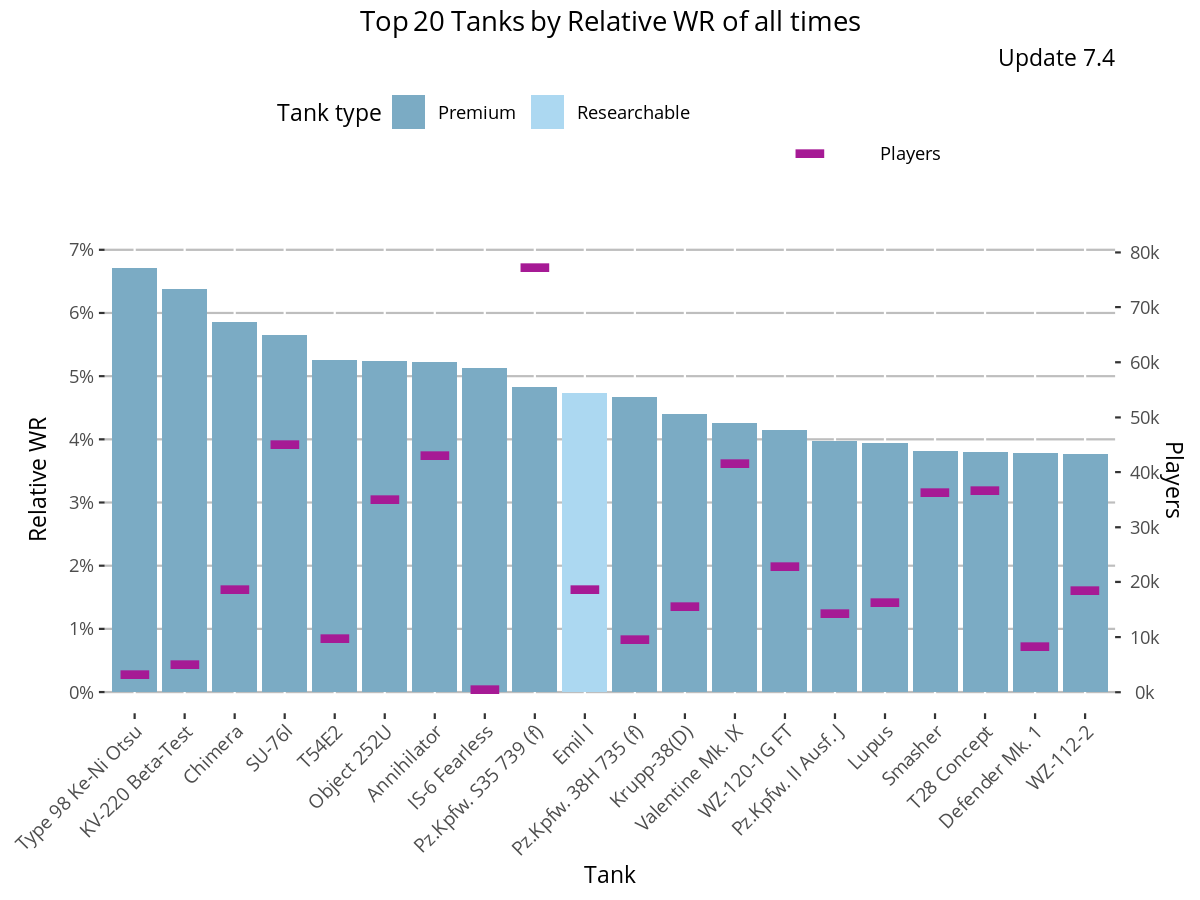 Top 20 Tanks by Relative WR of all times
Update 7.4
Tank type
Premium
Researchable
Players
7%
6%
5%
4%
3%
2%
1%
0%
Relative WR
80k
70k
60k
50k
40k
30k
20k
10k
0k
Players
Type 98 Ke-Ni Otsu
KV-220 Beta-Test
Chimera
SU-76I
T54E2
Object 252U
Annihilator
IS-6 Fearless
Pz.Kpfw. S35 739 (f)
Emil I
Pz.Kpfw. 38H 735 (f)
Krupp-38(D)
Valentine Mk. IX
WZ-120-1G FT
Pz.Kpfw. II Ausf. J
Lupus
Smasher
T28 Concept
Defender Mk. 1
WZ-112-2
Tank